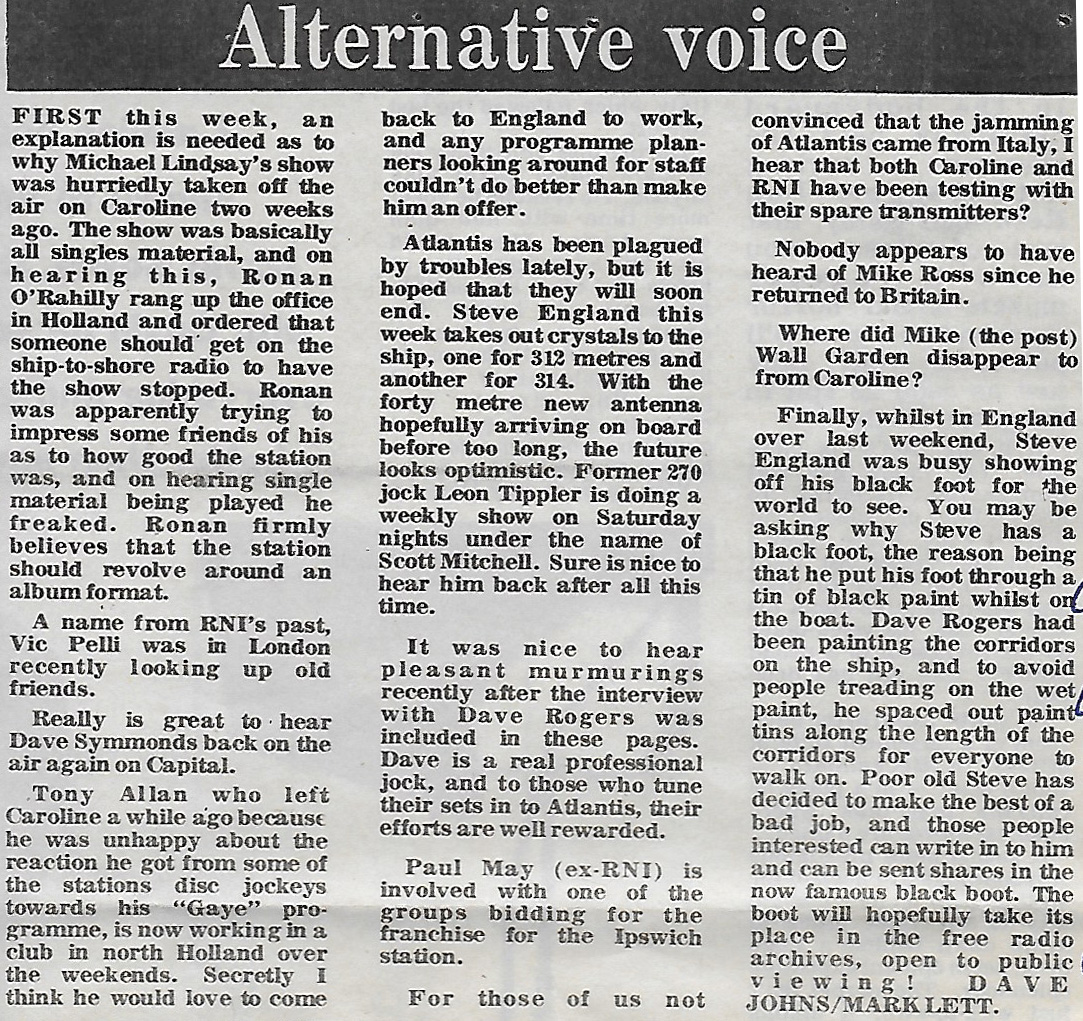 Alternative voice
FIRST this week, an
explanation is needed as to
why Michael Lindsay's show
was hurriedly taken off the
air on Caroline two weeks
ago. The show was basically
all singles material, and on
hearing this, Ronan
O'Rahilly rang up the office
in Holland and ordered that
someone should get on the
ship-to-shore radio to have
the show stopped. Ronan
was apparently trying to
impress some friends of his
as to how good the station
was, and on hearing single
material being played he
freaked. Ronan firmly
believes that the station
should revolve around an
album format.
A name from RNI's past,
Vic Pelli was in London
recently looking up old
friends.
Really is great to hear
Dave Symmonds back on the
air again on Capital.
Tony Allan who left
Caroline a while ago because
he was unhappy about the
reaction he got from some of
the stations disc jockeys
towards his "Gaye" pro-
gramme, is now working in a
club in north Holland over
the weekends. Secretly I
think he would love to come
back to England to work,
and any programme plan-
ners looking around for staff
couldn't do better than make
him an offer.
Atlantis has been plagued
by troubles lately, but it is
hoped that they will soon
end. Steve England this
week takes out crystals to the
ship, one for 312 metres and
another for 314. With the
forty metre new antenna
hopefully arriving on board
before too long, the future
looks optimistic. Former 270
jock Leon Tippler is doing a
weekly show on Saturday
nights under the name of
Scott Mitchell. Sure is nice to
hear him back after all this
time.
It was nice to hear
pleasant murmurings
recently after the interview
with Dave Rogers was
included in these pages.
Dave is a real professional
jock, and to those who tune
their sets in to Atlantis, their
efforts are well rewarded.
Paul May (ex-RNI) is
involved with one of the
groups bidding for the
franchise for the Ipswich
station.
For those of us not
convinced that the jamming
of Atlantis came from Italy, I
hear that both Caroline and
RNI have been testing with
their spare transmitters?
Nobody appears to have
heard of Mike Ross since he
returned to Britain.
Where did Mike (the post)
Wall Garden disappear to
from Caroline?
Finally, whilst in England
over last weekend, Steve
England was busy showing
off his black foot for the
world to see. You may be
asking why Steve has a
black foot, the reason being
that he put his foot through a
tin of black paint whilst on
the boat. Dave Rogers had
been painting the corridors
on the ship, and to avoid
people treading on the wet
paint, he spaced out paint
tins along the length of the
corridors for everyone to
walk on. Poor old Steve has
decided to make the best of a
bad job, and those people
interested can write in to him
and can be sent shares in the
now famous black boot. The
boot will hopefully take its
place in the free radio
archives, open to public
viewing! DAVE
JOHNS/MARK LETT.